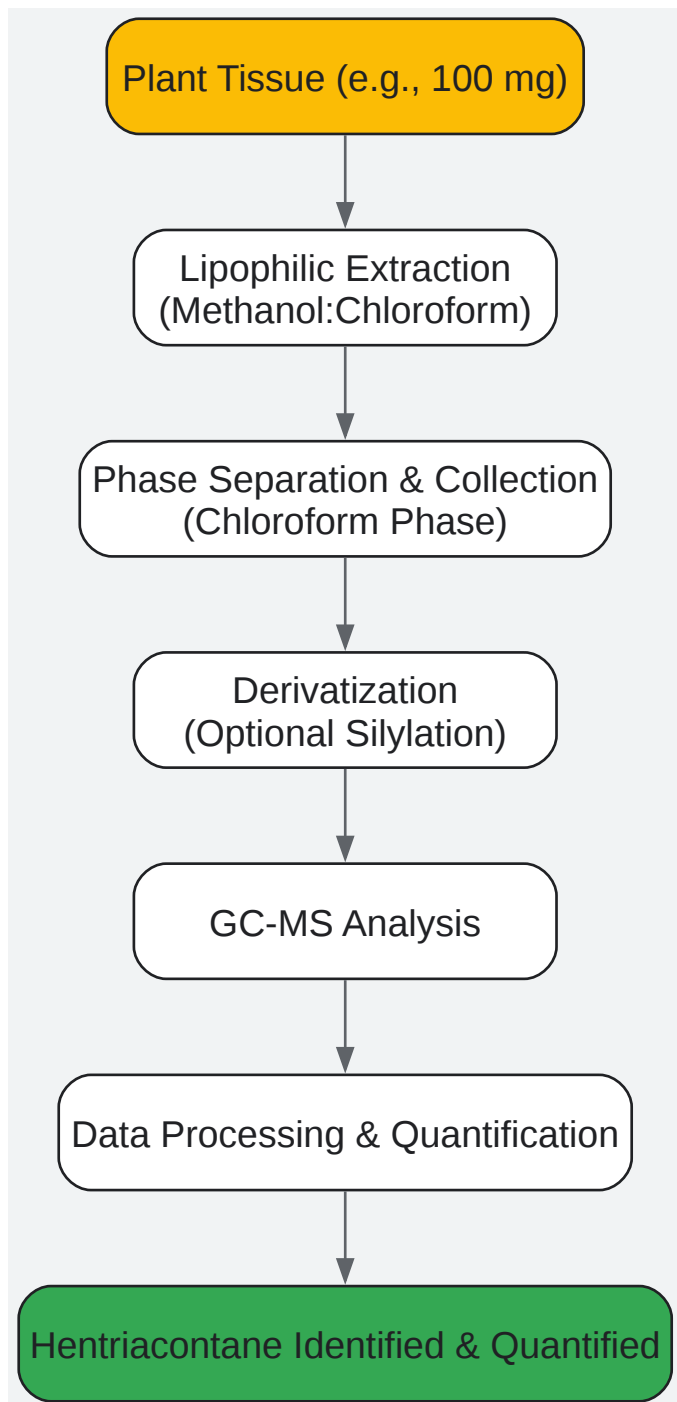 Plant Tissue (e.g., 100 mg)
Lipophilic Extraction
(Methanol:Chloroform)
Phase Separation & Collection
(Chloroform Phase)
Derivatization
(Optional Silylation)
GC-MS Analysis
Data Processing & Quantification
Hentriacontane Identified & Quantified